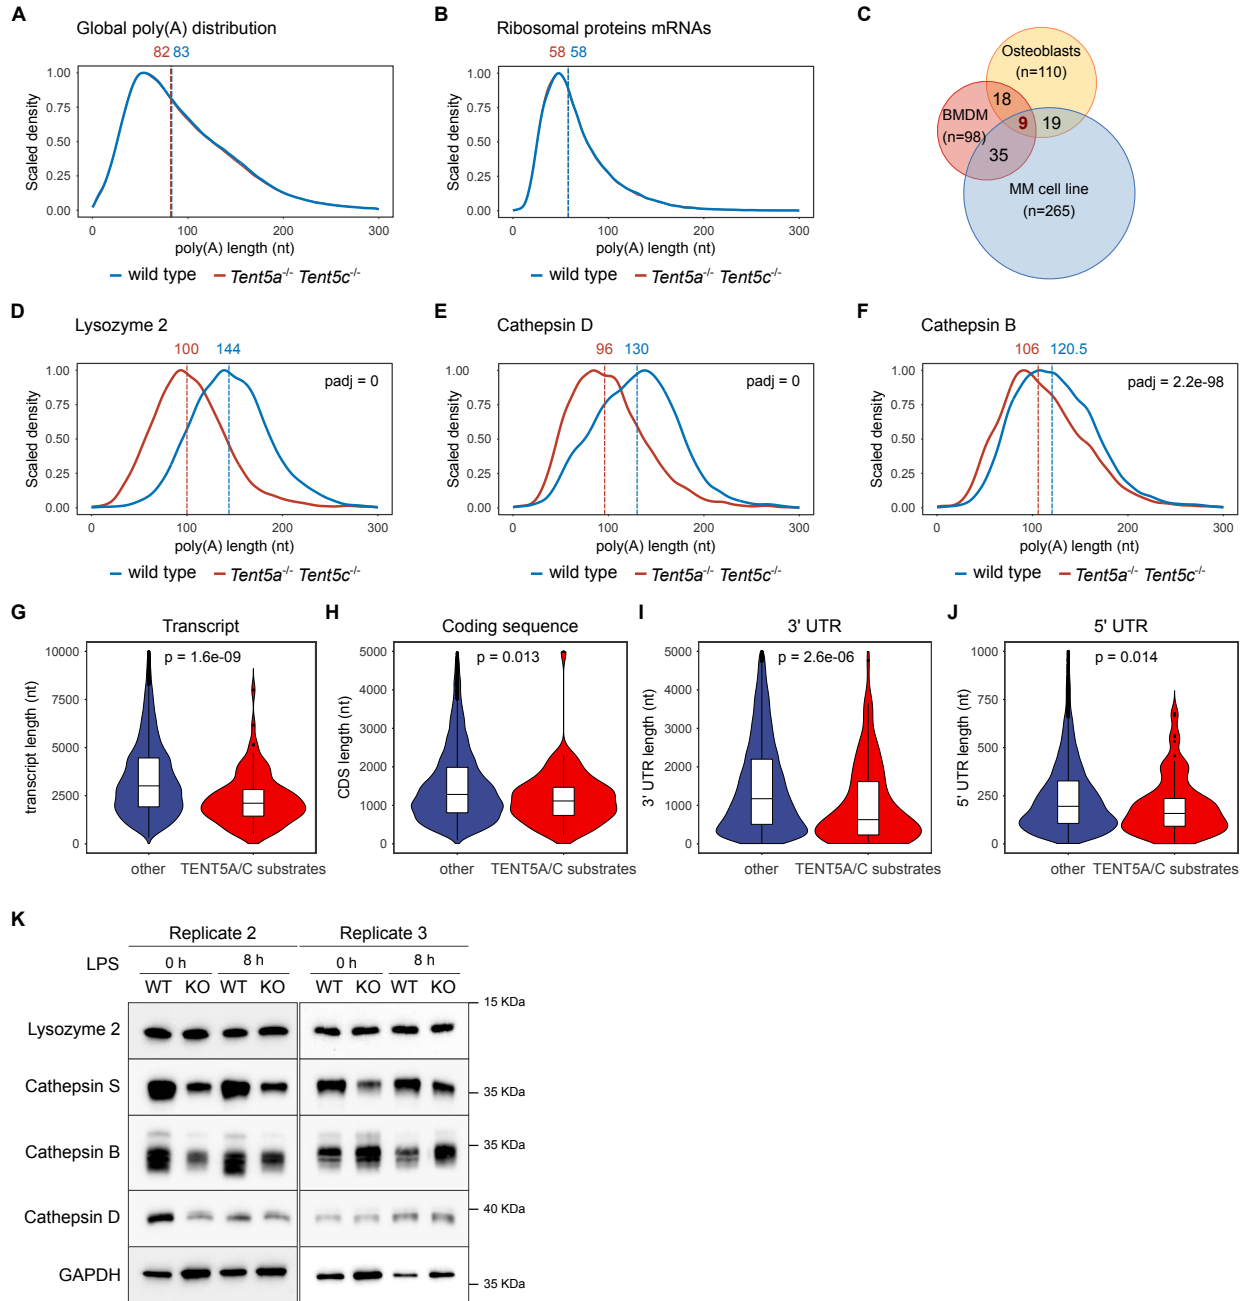 A
Global poly(A) distribution
82 83
1.00
0.75
0.50
0.25
0.00
Scaled density
0 100 200 300
poly(A) length (nt)
wild type Tent5a-/- Tent5c-/-
B
Ribosomal proteins mRNAs
58 58
1.00
0.75
0.50
0.25
0.00
Scaled density
0 100 200 300
poly(A) length (nt)
wild type Tent5a-/- Tent5c-/-
C
Osteoblasts
(n=110)
18
BMDM
(n=98)
9 19
35
MM cell line
(n=265)
D
Lysozyme 2
100 144
padj = 0
1.00
0.75
0.50
0.25
0.00
Scaled density
0 100 200 300
poly(A) length (nt)
wild type Tent5a-/- Tent5c-/-
E
Cathepsin D
96 130
padj = 0
1.00
0.75
0.50
0.25
0.00
Scaled density
0 100 200 300
poly(A) length (nt)
wild type Tent5a-/- Tent5c-/-
F
Cathepsin B
106 120.5
padj = 2.2e-98
1.00
0.75
0.50
0.25
0.00
Scaled density
0 100 200 300
poly(A) length (nt)
wild type Tent5a-/- Tent5c-/-
G
Transcript
p = 1.6e-09
10000
7500
5000
2500
0
transcript length (nt)
other TENT5A/C substrates
H
Coding sequence
p = 0.013
5000
4000
3000
2000
1000
0
CDS length (nt)
other TENT5A/C substrates
I
3' UTR
p = 2.6e-06
5000
4000
3000
2000
1000
0
3' UTR length (nt)
other TENT5A/C substrates
J
5' UTR
p = 0.014
1000
750
500
250
0
5' UTR length (nt)
other TENT5A/C substrates
K
Replicate 2 Replicate 3
LPS 0 h 8 h 0 h 8 h
WT KO WT KO WT KO WT KO
15 KDa
Lysozyme 2
Cathepsin S
35 KDa
35 KDa
Cathepsin B
40 KDa
Cathepsin D
GAPDH
35 KDa